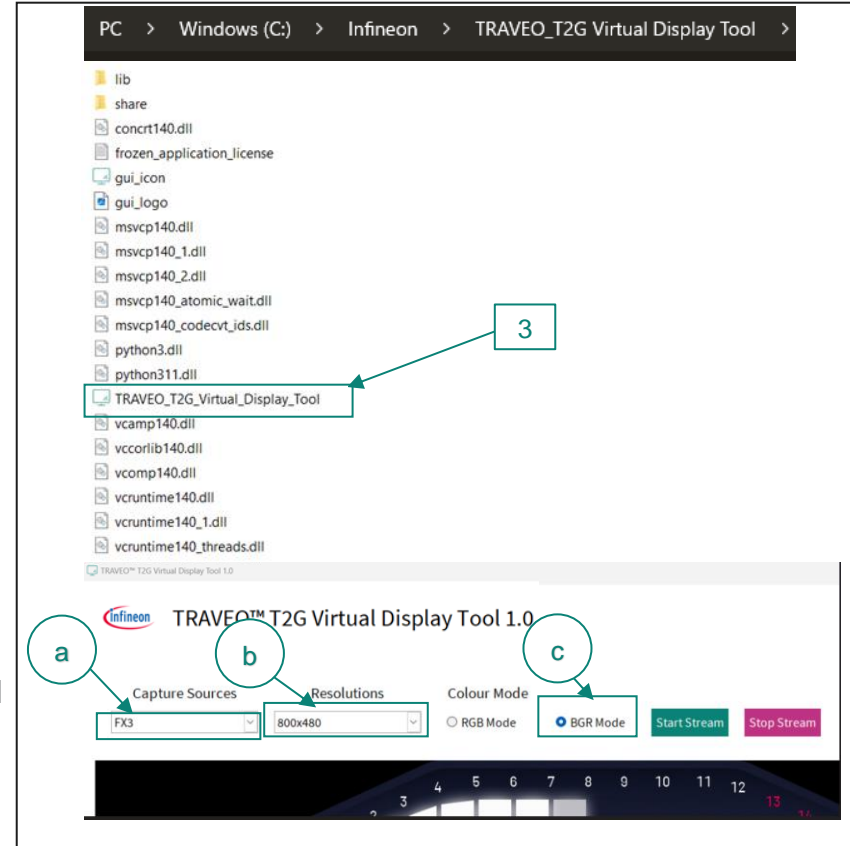 PC > Windows (C:) > Infineon > TRAVEO_T2G Virtual Display Tool >
lib
share
concrt140.dll
frozen_application_license
gui_icon
gui_logo
msvcp140.dll
msvcp140_1.dll
msvcp140_2.dll
msvcp140_atomic_wait.dll
msvcp140_codecvt_ids.dll
3
python3.dll
python311.dll
TRAVEO_T2G_Virtual_Display_Tool
vcamp140.dll
vccorlib140.dll
vcomp140.dll
vcruntime140.dll
vcruntime140_1.dll
vcruntime140_threads.dll
TRAVEO™ T2G Virtual Display Tool 1.0
infineon TRAVEO™ T2G Virtual Display Tool 1.0
a b c
Capture Sources Resolutions Colour Mode
FX3 800x480 RGB Mode BGR Mode Start Stream Stop Stream
2 3 4 5 6 7 8 9 10 11 12 13 14